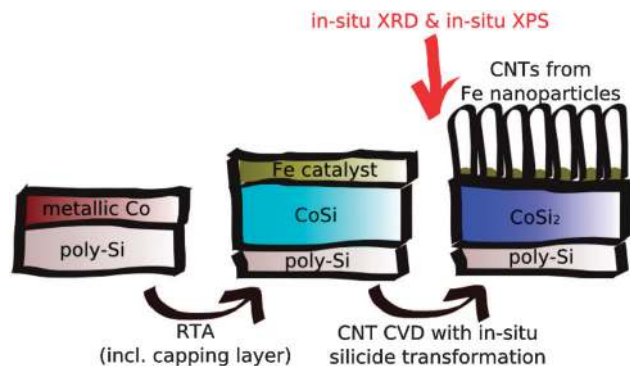 in-situ XRD & in-situ XPS
CNTs from
Fe nanoparticles
Fe catalyst
metallic Co
CoSi
CoSi₂
poly-Si
poly-Si
poly-Si
RTA
(incl. capping layer)
CNT CVD with in-situ
silicide transformation